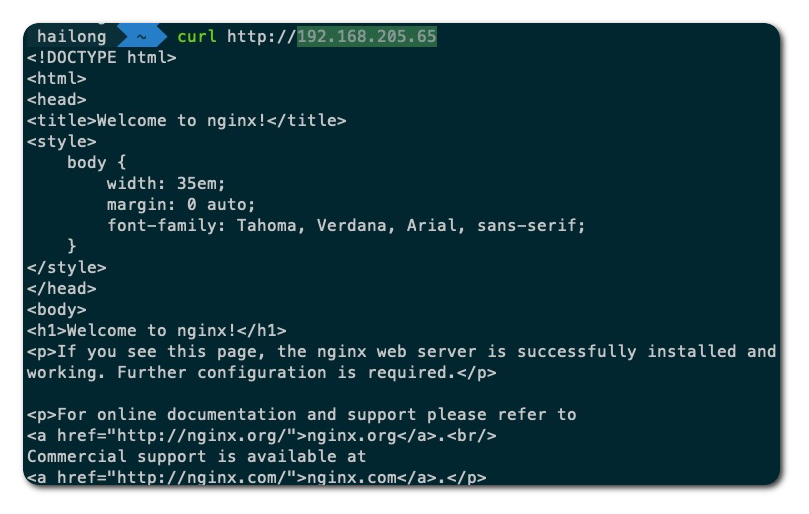 hailong ~ curl http://192.168.205.65
<!DOCTYPE html>
<html>
<head>
<title>Welcome to nginx!</title>
<style>
    body {
        width: 35em;
        margin: 0 auto;
        font-family: Tahoma, Verdana, Arial, sans-serif;
    }
</style>
</head>
<body>
<h1>Welcome to nginx!</h1>
<p>If you see this page, the nginx web server is successfully installed and
working. Further configuration is required.</p>

<p>For online documentation and support please refer to
<a href="http://nginx.org/">nginx.org</a>.<br/>
Commercial support is available at
<a href="http://nginx.com/">nginx.com</a>.</p>